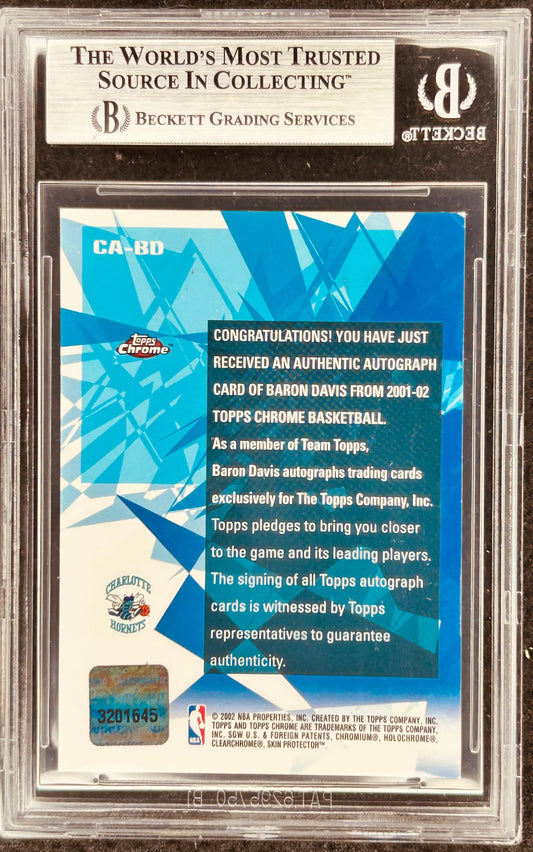 THE WORLD'S MOST TRUSTED
SOURCE IN COLLECTING™
B BECKETT GRADING SERVICES
B
BECKETT®
CA-BD
Topps
Chrome
CONGRATULATIONS! YOU HAVE JUST
RECEIVED AN AUTHENTIC AUTOGRAPH
CARD OF BARON DAVIS FROM 2001-02
TOPPS CHROME BASKETBALL.
As a member of Team Topps,
Baron Davis autographs trading cards
exclusively for The Topps Company, Inc.
Topps pledges to bring you closer
to the game and its leading players.
The signing of all Topps autograph
cards is witnessed by Topps
representatives to guarantee
authenticity.
CHARLOTTE
HORNETS
3201645
NBA
© 2002 NBA PROPERTIES, INC. CREATED BY THE TOPPS COMPANY, INC.
TOPPS AND TOPPS CHROME ARE TRADEMARKS OF THE TOPPS COMPANY,
INC. SGW U.S. & FOREIGN PATENTS, CHROMIUM®, HOLOCHROME®,
CLEARCHROME®, SKIN PROTECTOR™.